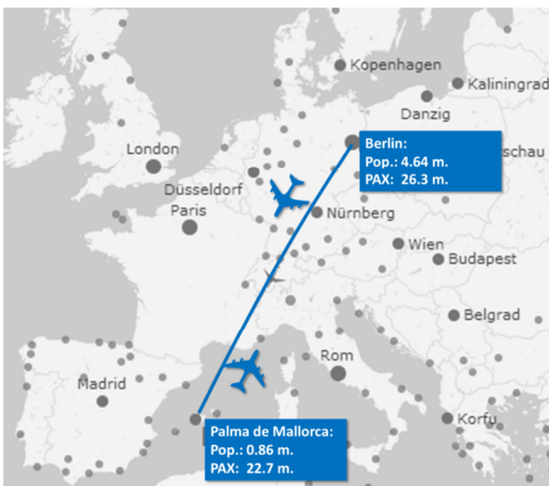 Kopenhagen
Kaliningrad
Danzig
London
Berlin:
Pop.: 4.64 m.
PAX: 26.3 m.
schau
Düsseldorf
Paris
Nürnberg
Wien
Budapest
Belgrad
Rom
Madrid
Korfu
Palma de Mallorca:
Pop.: 0.86 m.
PAX: 22.7 m.